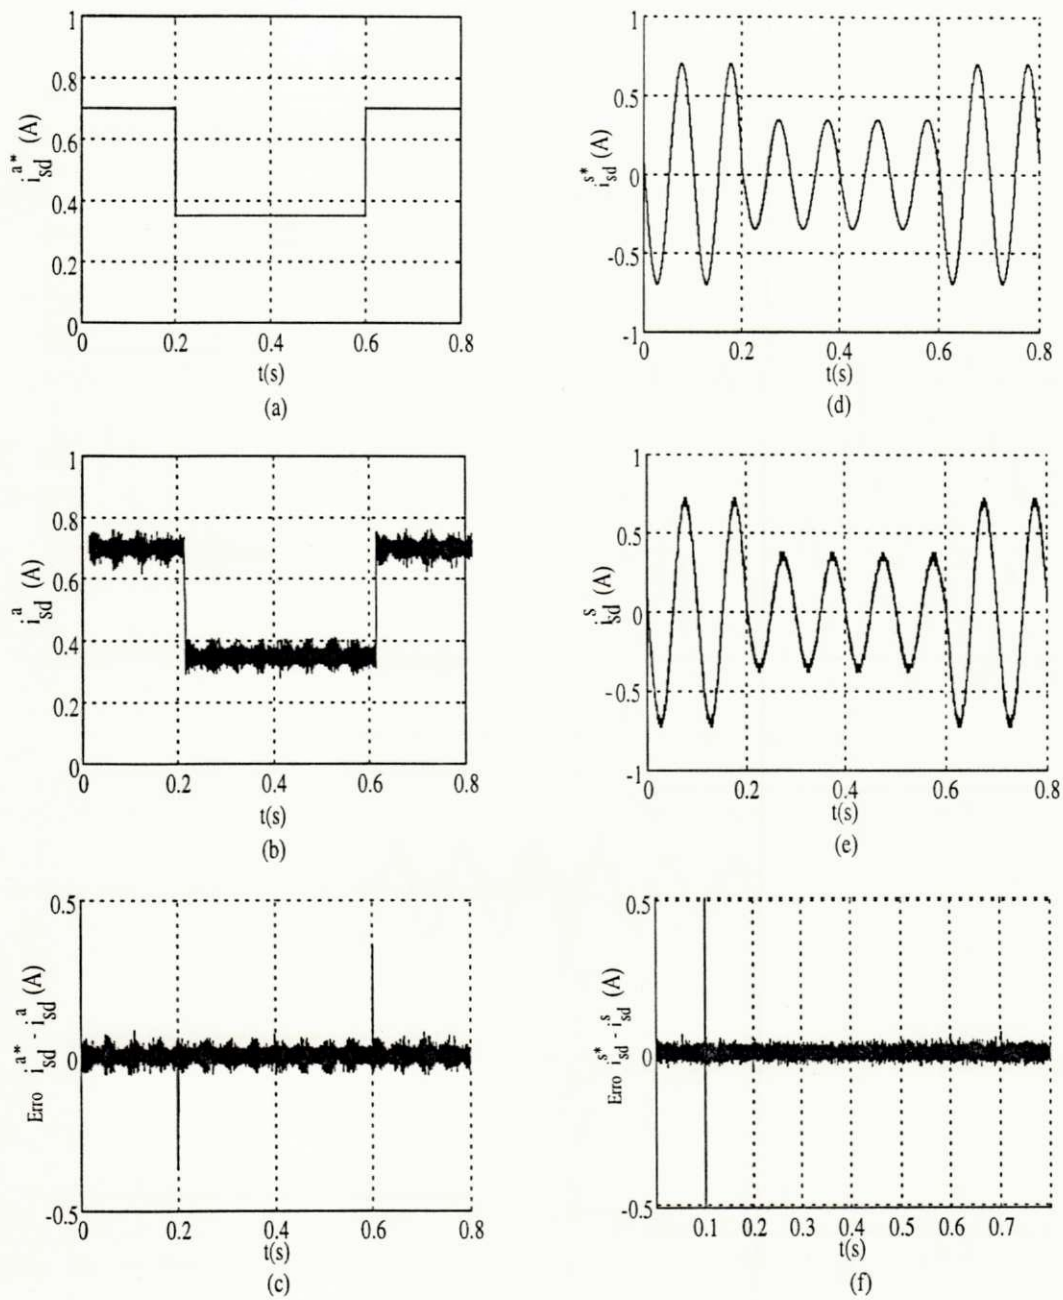 1
0.8
0.6
0.4
0.2
0
i_sd^a* (A)
0 0.2 0.4 0.6 0.8
t(s)
(a)
1
0.5
0
-0.5
-1
i_sd^s* (A)
0 0.2 0.4 0.6 0.8
t(s)
(d)
1
0.8
0.6
0.4
0.2
0
i_sd^a (A)
0 0.2 0.4 0.6 0.8
t(s)
(b)
1
0.5
0
-0.5
-1
i_sd^s (A)
0 0.2 0.4 0.6 0.8
t(s)
(e)
0.5
0
-0.5
Erro i_sd^a* - i_sd^a (A)
0 0.2 0.4 0.6 0.8
t(s)
(c)
0.5
0
-0.5
Erro i_sd^s* - i_sd^s (A)
0.1 0.2 0.3 0.4 0.5 0.6 0.7
t(s)
(f)